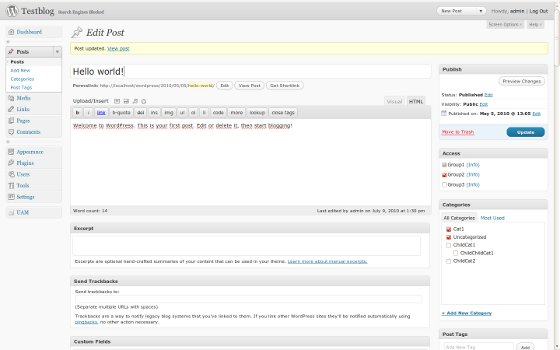 Testblog
Search Engines Blocked
New Post
Howdy, admin | Log Out
Screen Options
Help
Dashboard
Posts
Posts
Add New
Categories
Post Tags
Media
Links
Pages
Comments
Appearance
Plugins
Users
Tools
Settings
UAM
Edit Post
Post updated. View post
Hello world!
Permalink: http://localhost/wordpress/2010/05/05/hello-world/ Edit View Post Get Shortlink
Upload/Insert
Visual HTML
b i link b-quote del ins img ul ol li code more lookup close tags
Welcome to WordPress. This is your first post. Edit or delete it, then start blogging!
Word count: 14
Last edited by admin on July 9, 2010 at 1:38 pm
Excerpt
Excerpts are optional hand-crafted summaries of your content that can be used in your theme. Learn more about manual excerpts.
Send Trackbacks
Send trackbacks to:
(Separate multiple URLs with spaces)
Trackbacks are a way to notify legacy blog systems that you've linked to them. If you link other WordPress sites they'll be notified automatically using
pingbacks, no other action necessary.
Custom Fields
Publish
Preview Changes
Status: Published Edit
Visibility: Public Edit
Published on: May 5, 2010 @ 13:05 Edit
Move to Trash
Update
Access
Group1 (Info)
Group2 (Info)
Group3 (Info)
Categories
All Categories Most Used
Cat1
Uncategorized
ChildCat1
ChildChildCat1
ChildCat2
+ Add New Category
Post Tags
Add New Tag
Add